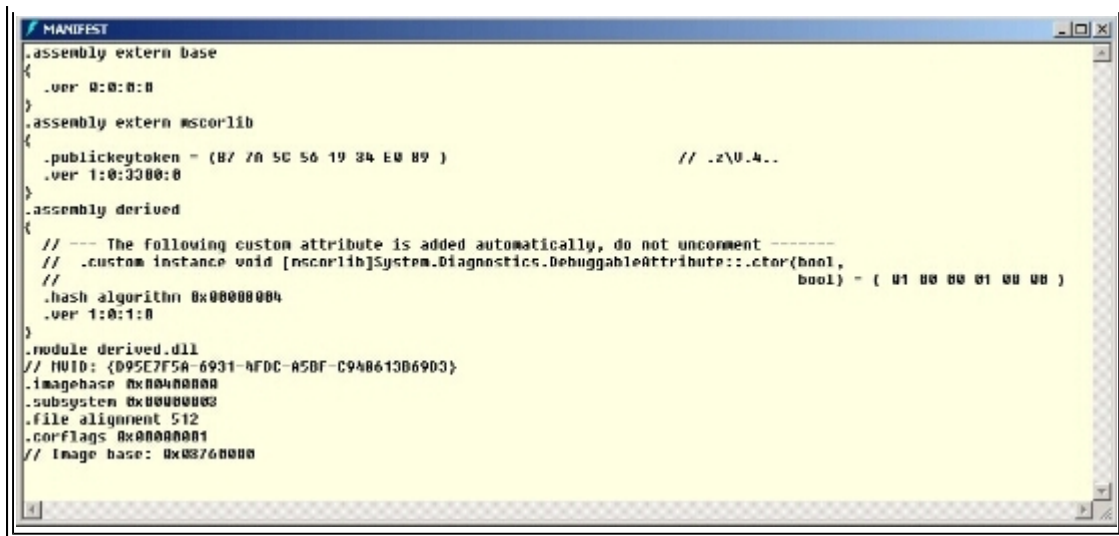 MANIFEST
.assembly extern base
{
  .ver 0:0:0:0
}
.assembly extern mscorlib
{
  .publickeytoken = (B7 7A 5C 56 19 34 E0 89 )                         // .z\V.4..
  .ver 1:0:3300:0
}
.assembly derived
{
  // --- The following custom attribute is added automatically, do not uncomment -------
  //  .custom instance void [mscorlib]System.Diagnostics.DebuggableAttribute::.ctor(bool,
  //                                                                                bool) = ( 01 00 00 01 00 00 )
  .hash algorithm 0x00008004
  .ver 1:0:1:0
}
.module derived.dll
// MVID: {D95E7F5A-6931-4FDC-A5BF-C948613B69D3}
.imagebase 0x00400000
.subsystem 0x00000003
.file alignment 512
.corflags 0x00000001
// Image base: 0x03760000